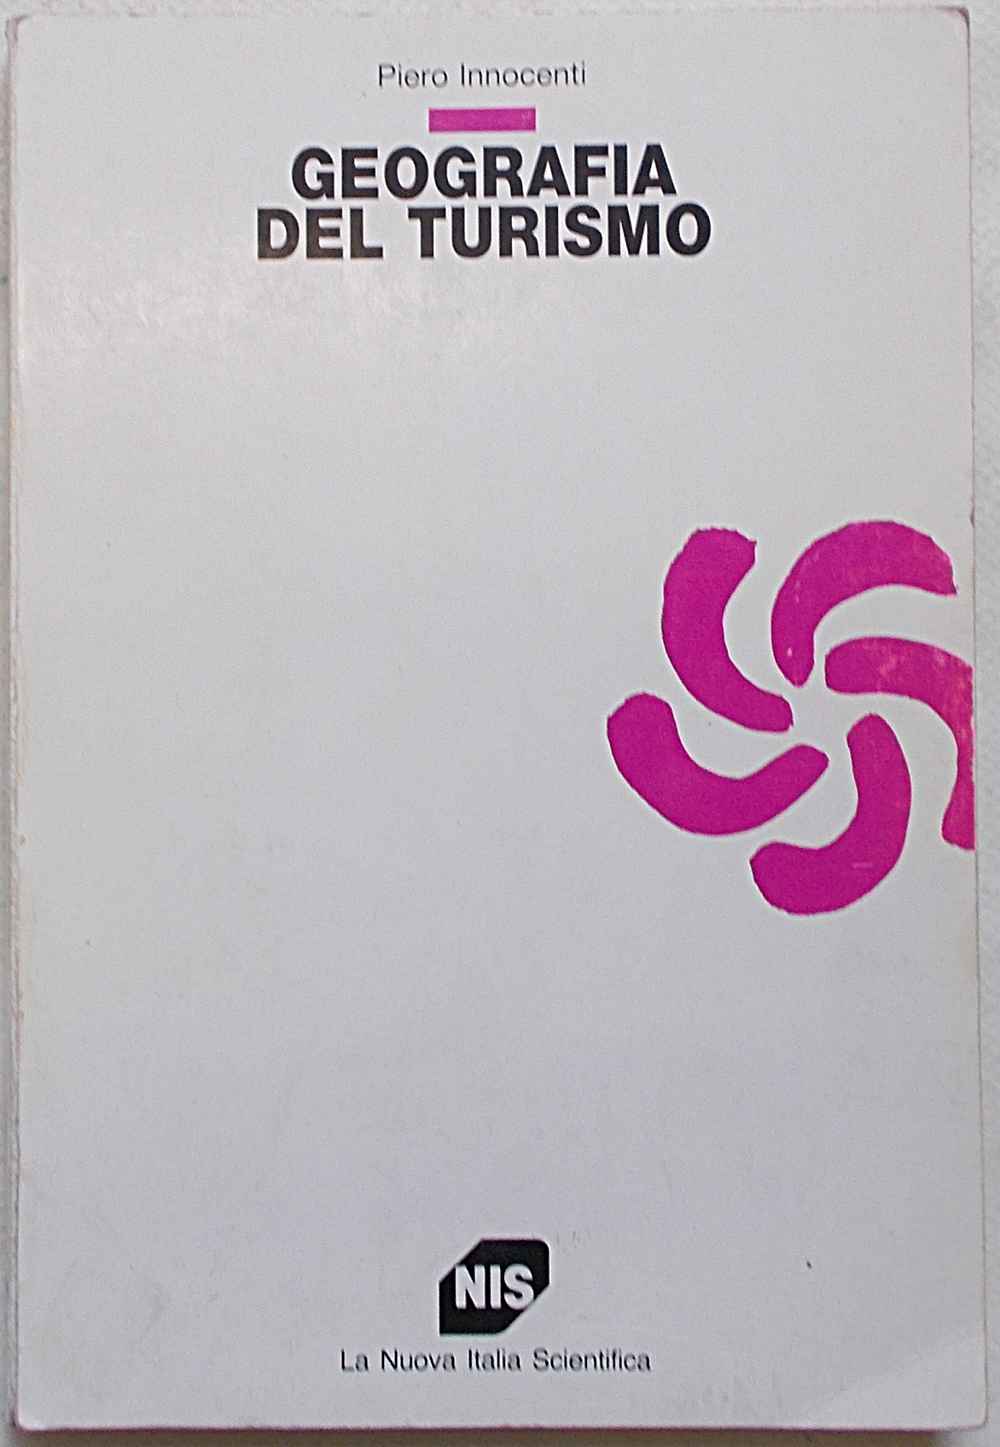 Piero Innocenti
GEOGRAFIA
DEL TURISMO
NIS
La Nuova Italia Scientifica